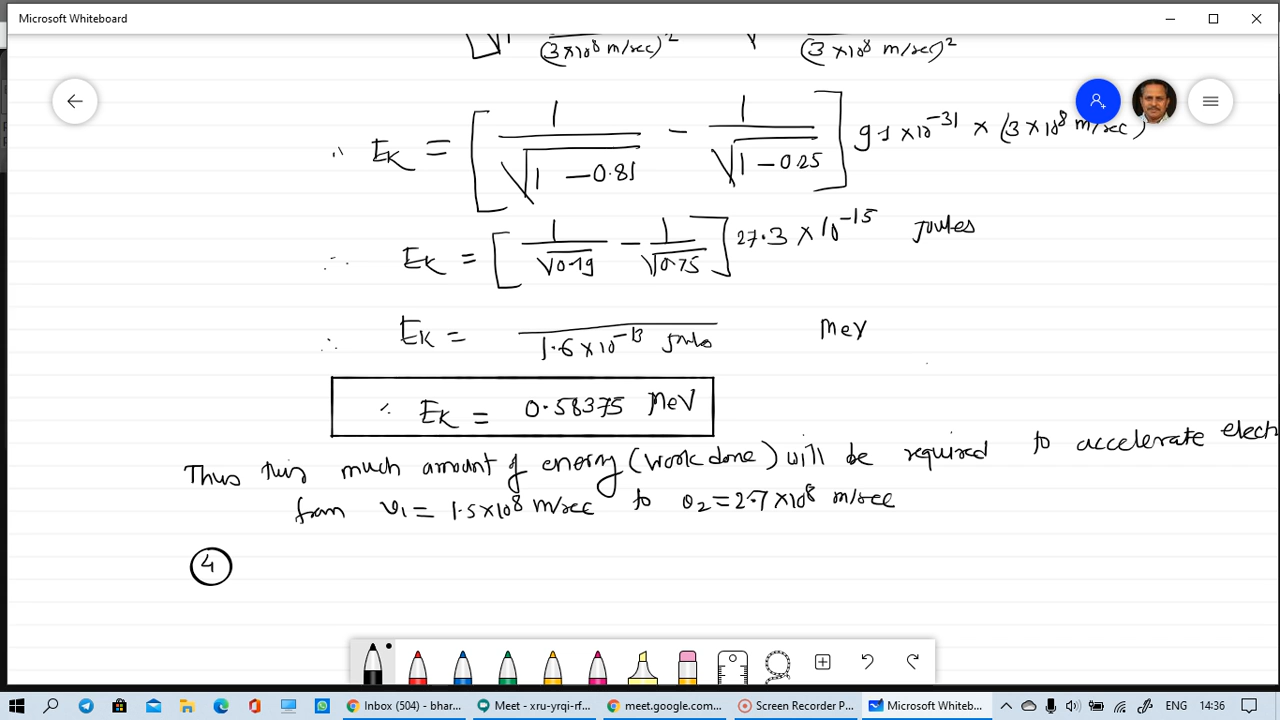 Microsoft Whiteboard
(3×10⁸ m/sec)² (3×10⁸ m/sec)²
∴ EK = [ 1/√(1 − 0.81) − 1/√(1 − 0.25) ] 9.1 × 10⁻³¹ × (3 × 10⁸ m/sec)
∴ EK = [ 1/√0.19 − 1/√0.75 ] 27.3 × 10⁻¹⁵ Joules
∴ EK = / 1.6 × 10⁻¹³ MeV
∴ EK = 0.58375 MeV
Thus this much amount of energy (work done) will be required to accelerate elect
from v₁ = 1.5×10⁸ m/sec to v₂ = 2.7×10⁸ m/sec
4
Inbox (504) - bhar... Meet - xru-yrqi-rf... meet.google.com... Screen Recorder P... Microsoft Whiteb... ENG 14:36